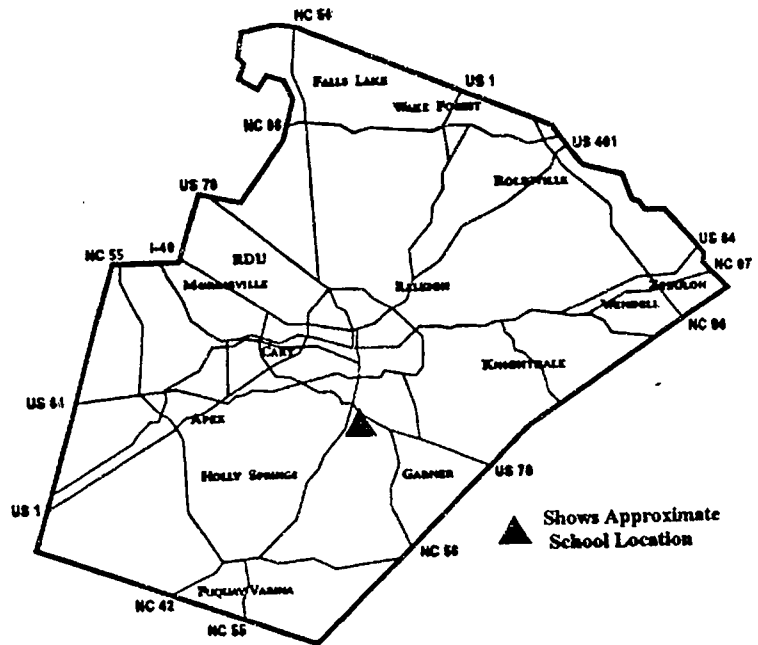 NC 54
FALLS LAKE
US 1
WAKE FOREST
NC 98
US 401
US 70
ROLESVILLE
US 64
NC 97
NC 55
I-40
RDU
MORRISVILLE
RALEIGH
ZEBULON
WENDELL
NC 96
CARY
KNIGHTDALE
US 64
APEX
HOLLY SPRINGS
GARNER
US 70
US 1
Shows Approximate
School Location
NC 50
FUQUAY VARINA
NC 42
NC 55